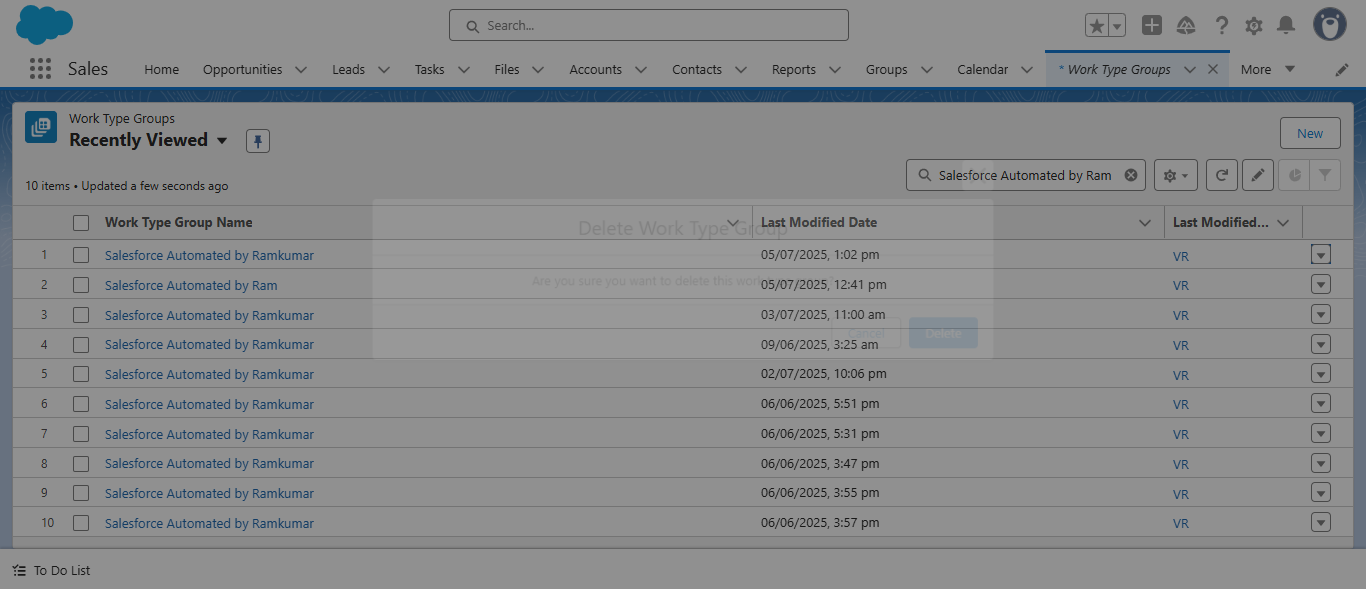 Search...
Sales
Home
Opportunities
Leads
Tasks
Files
Accounts
Contacts
Reports
Groups
Calendar
* Work Type Groups
More
Work Type Groups
Recently Viewed
New
10 items • Updated a few seconds ago
Salesforce Automated by Ram
Work Type Group Name
Last Modified Date
Last Modified...
Delete Work Type Group
Are you sure you want to delete this work type group?
Cancel
Delete
1 Salesforce Automated by Ramkumar 05/07/2025, 1:02 pm VR
2 Salesforce Automated by Ram 05/07/2025, 12:41 pm VR
3 Salesforce Automated by Ramkumar 03/07/2025, 11:00 am VR
4 Salesforce Automated by Ramkumar 09/06/2025, 3:25 am VR
5 Salesforce Automated by Ramkumar 02/07/2025, 10:06 pm VR
6 Salesforce Automated by Ramkumar 06/06/2025, 5:51 pm VR
7 Salesforce Automated by Ramkumar 06/06/2025, 5:31 pm VR
8 Salesforce Automated by Ramkumar 06/06/2025, 3:47 pm VR
9 Salesforce Automated by Ramkumar 06/06/2025, 3:55 pm VR
10 Salesforce Automated by Ramkumar 06/06/2025, 3:57 pm VR
To Do List